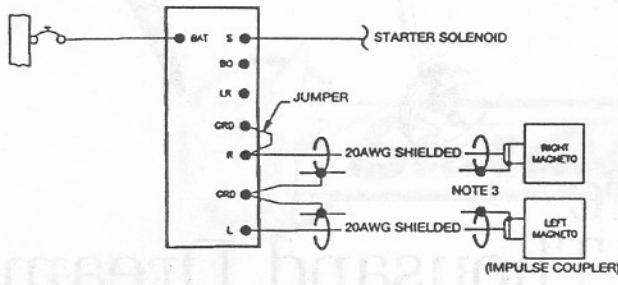 BAT S STARTER SOLENOID
BO
LR
JUMPER
GRD
R 20AWG SHIELDED RIGHT MAGNETO
NOTE 3
GRD
L 20AWG SHIELDED LEFT MAGNETO
(IMPULSE COUPLER)